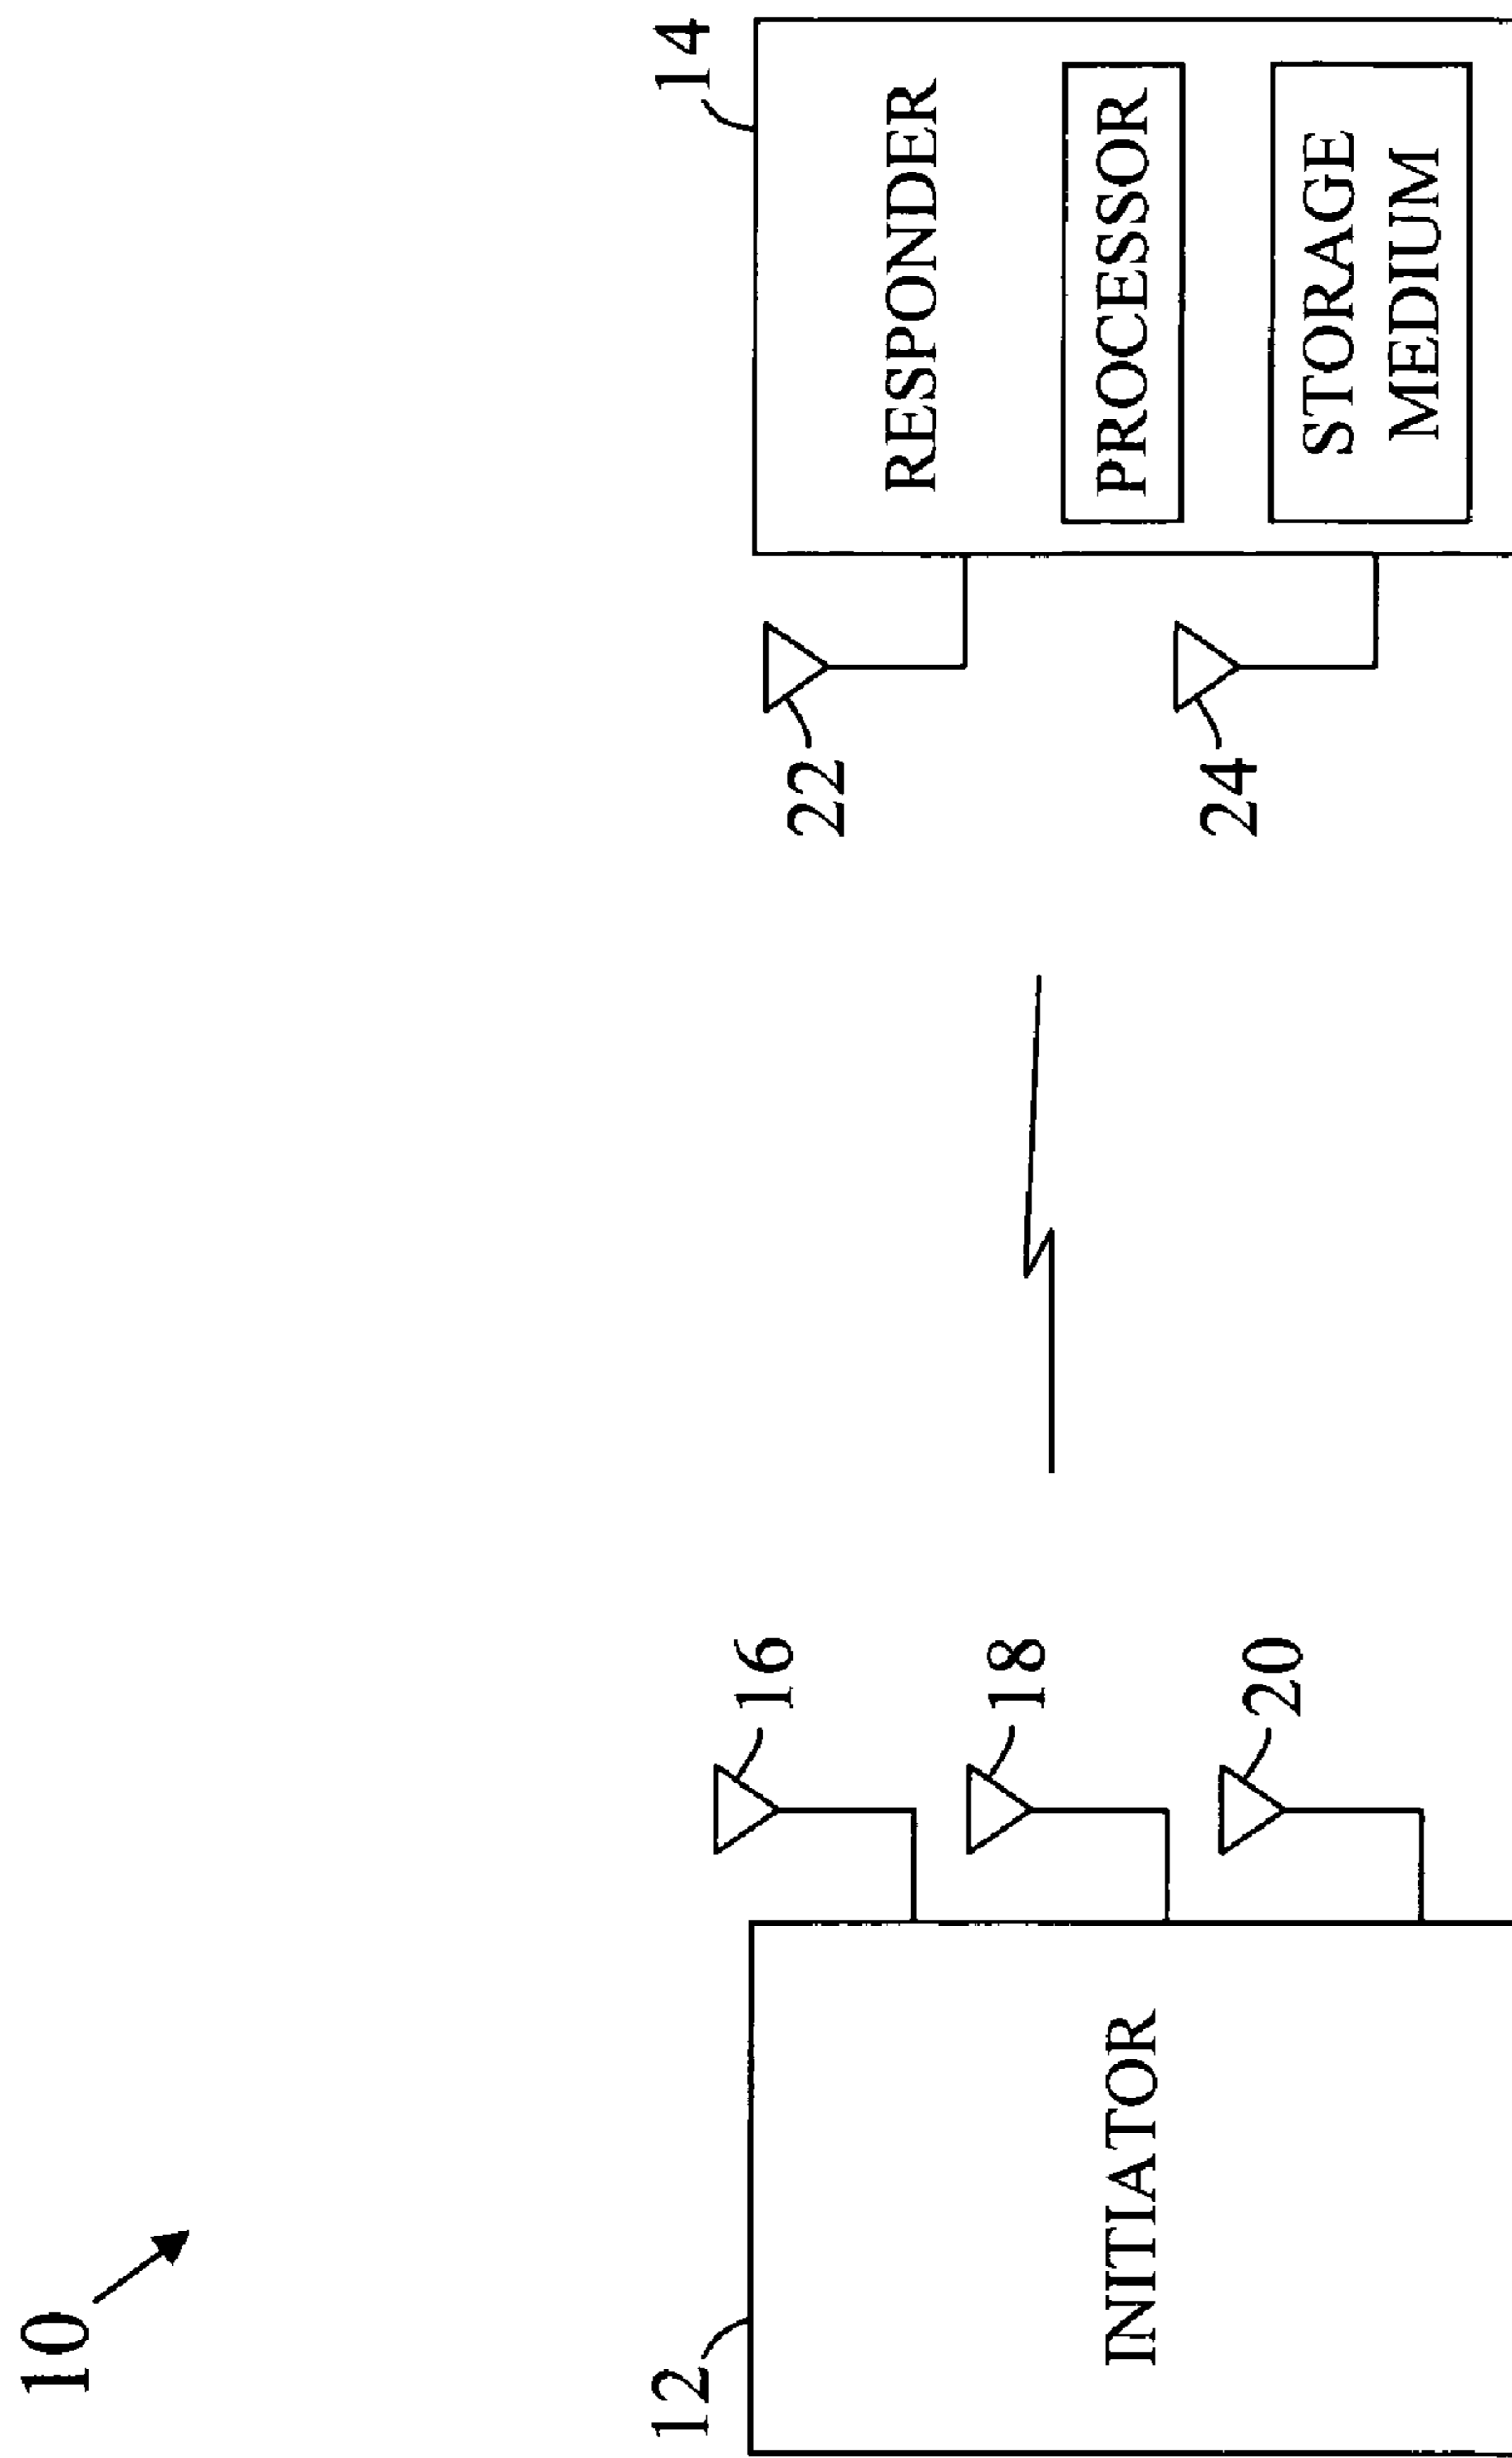 10
12
14
16
22
INITIATOR
18
RESPONDER
PROCESSOR
20
24
STORAGE
MEDIUM